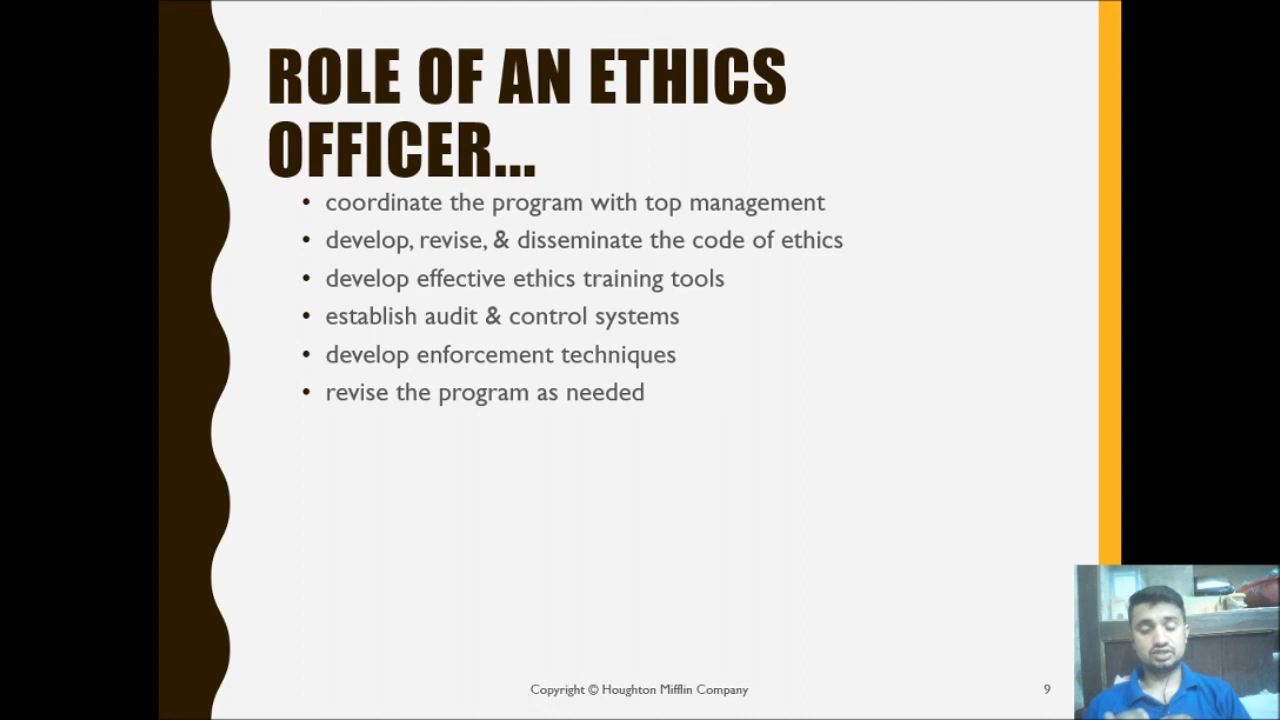 ROLE OF AN ETHICS
OFFICER...
• coordinate the program with top management
• develop, revise, & disseminate the code of ethics
• develop effective ethics training tools
• establish audit & control systems
• develop enforcement techniques
• revise the program as needed
Copyright © Houghton Mifflin Company
9